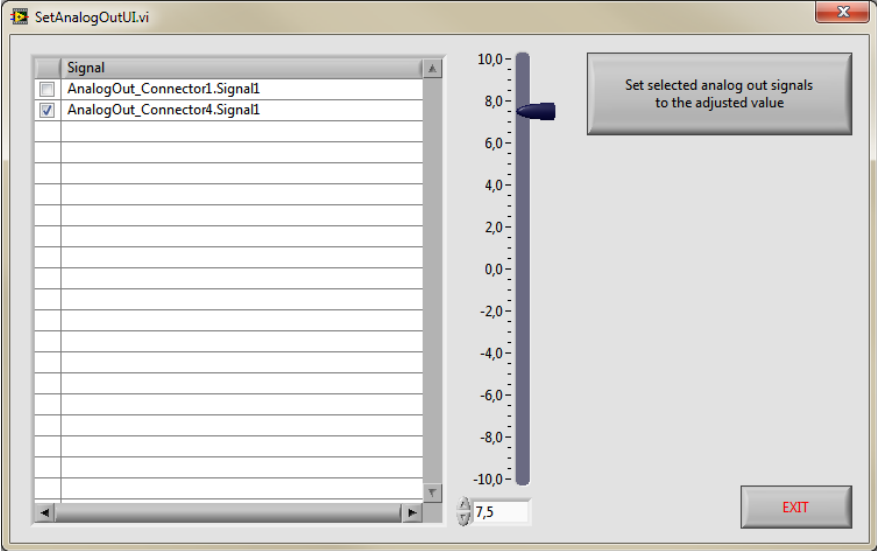 SetAnalogOutUI.vi
x
Signal
AnalogOut_Connector1.Signal1
AnalogOut_Connector4.Signal1
10,0
8,0
6,0
4,0
2,0
0,0
-2,0
-4,0
-6,0
-8,0
-10,0
7,5
Set selected analog out signals
to the adjusted value
EXIT